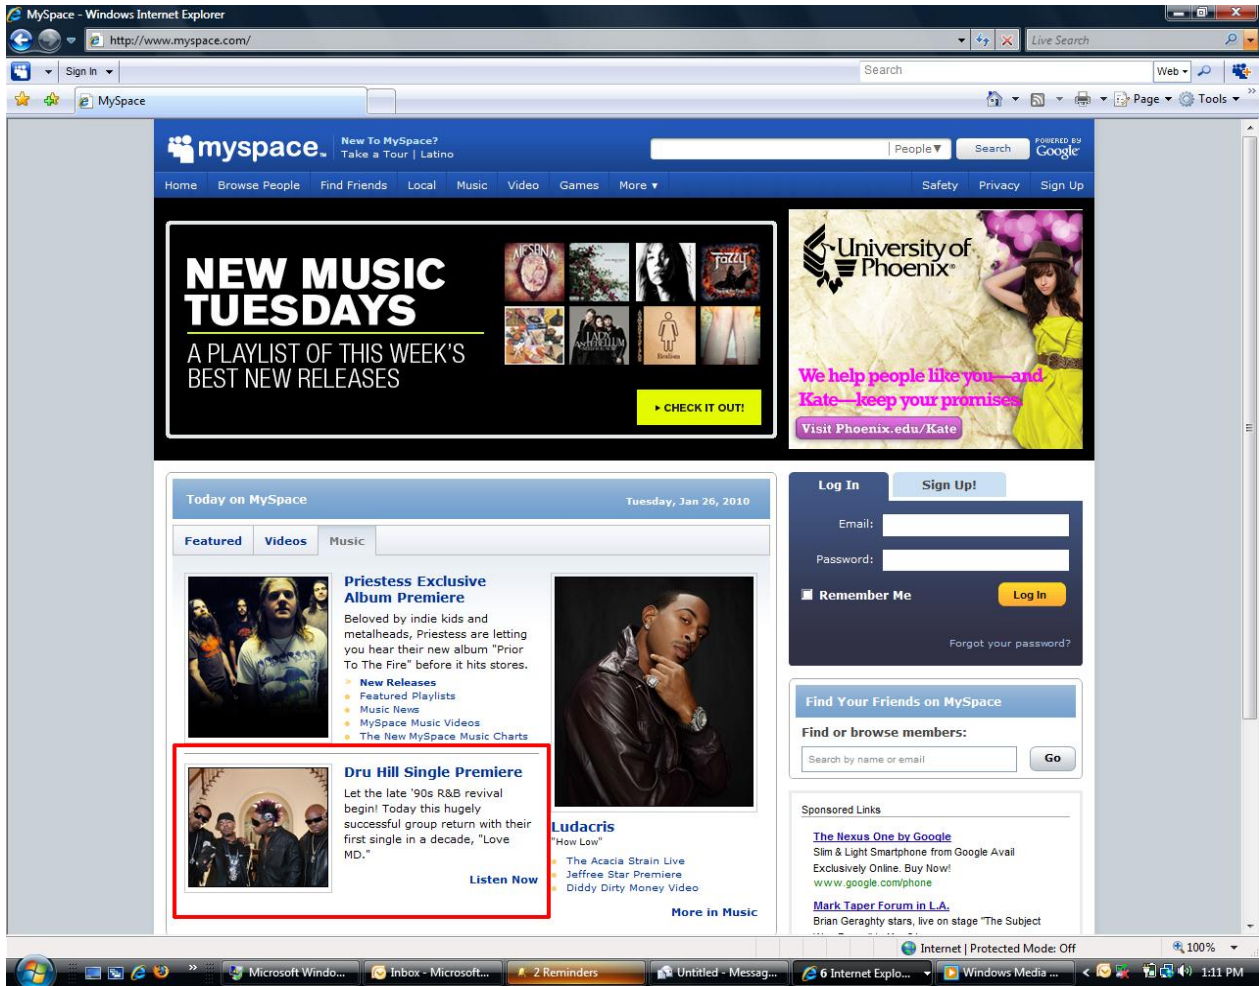 MySpace - Windows Internet Explorer
http://www.myspace.com/
Live Search
Sign In
Search
Web
MySpace
Page
Tools
myspace
New To MySpace?
Take a Tour | Latino
People
Search
POWERED BY
Google
Home Browse People Find Friends Local Music Video Games More
Safety Privacy Sign Up
NEW MUSIC
TUESDAYS
A PLAYLIST OF THIS WEEK'S
BEST NEW RELEASES
ALESANA
LADY
ANTEBELLUM
CHECK IT OUT!
University of
Phoenix
We help people like you—and
Kate—keep your promises.
Visit Phoenix.edu/Kate
Today on MySpace
Tuesday, Jan 26, 2010
Featured Videos Music
Priestess Exclusive
Album Premiere
Beloved by indie kids and
metalheads, Priestess are letting
you hear their new album "Prior
To The Fire" before it hits stores.
New Releases
Featured Playlists
Music News
MySpace Music Videos
The New MySpace Music Charts
Dru Hill Single Premiere
Let the late '90s R&B revival
begin! Today this hugely
successful group return with their
first single in a decade, "Love
MD."
Listen Now
Ludacris
"How Low"
The Acacia Strain Live
Jeffree Star Premiere
Diddy Dirty Money Video
More in Music
Log In
Sign Up!
Email:
Password:
Remember Me
Log In
Forgot your password?
Find Your Friends on MySpace
Find or browse members:
Search by name or email
Go
Sponsored Links
The Nexus One by Google
Slim & Light Smartphone from Google Avail
Exclusively Online. Buy Now!
www.google.com/phone
Mark Taper Forum in L.A.
Brian Geraghty stars, live on stage "The Subject
Internet | Protected Mode: Off
100%
Microsoft Windo...
Inbox - Microsoft...
2 Reminders
Untitled - Messag...
6 Internet Explo...
Windows Media ...
1:11 PM